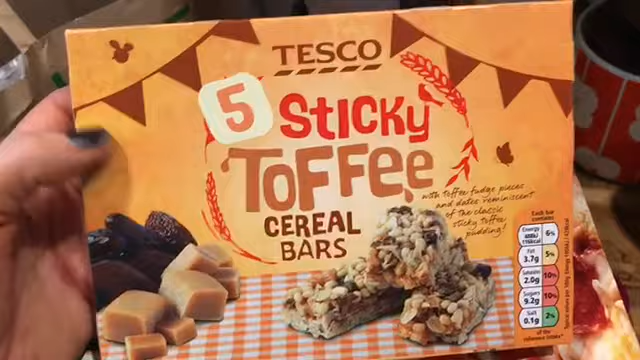 TESCO
5 Sticky
Toffee
CEREAL
BARS
with toffee fudge pieces
and dates reminiscent
of the classic
sticky toffee
pudding!
Each bar
contains
Energy
116kcal
6%
Fat
3.7g
5%
Saturates
2.0g
10%
Sugars
9.2g
10%
Salt
0.1g
2%
of the
reference intake*